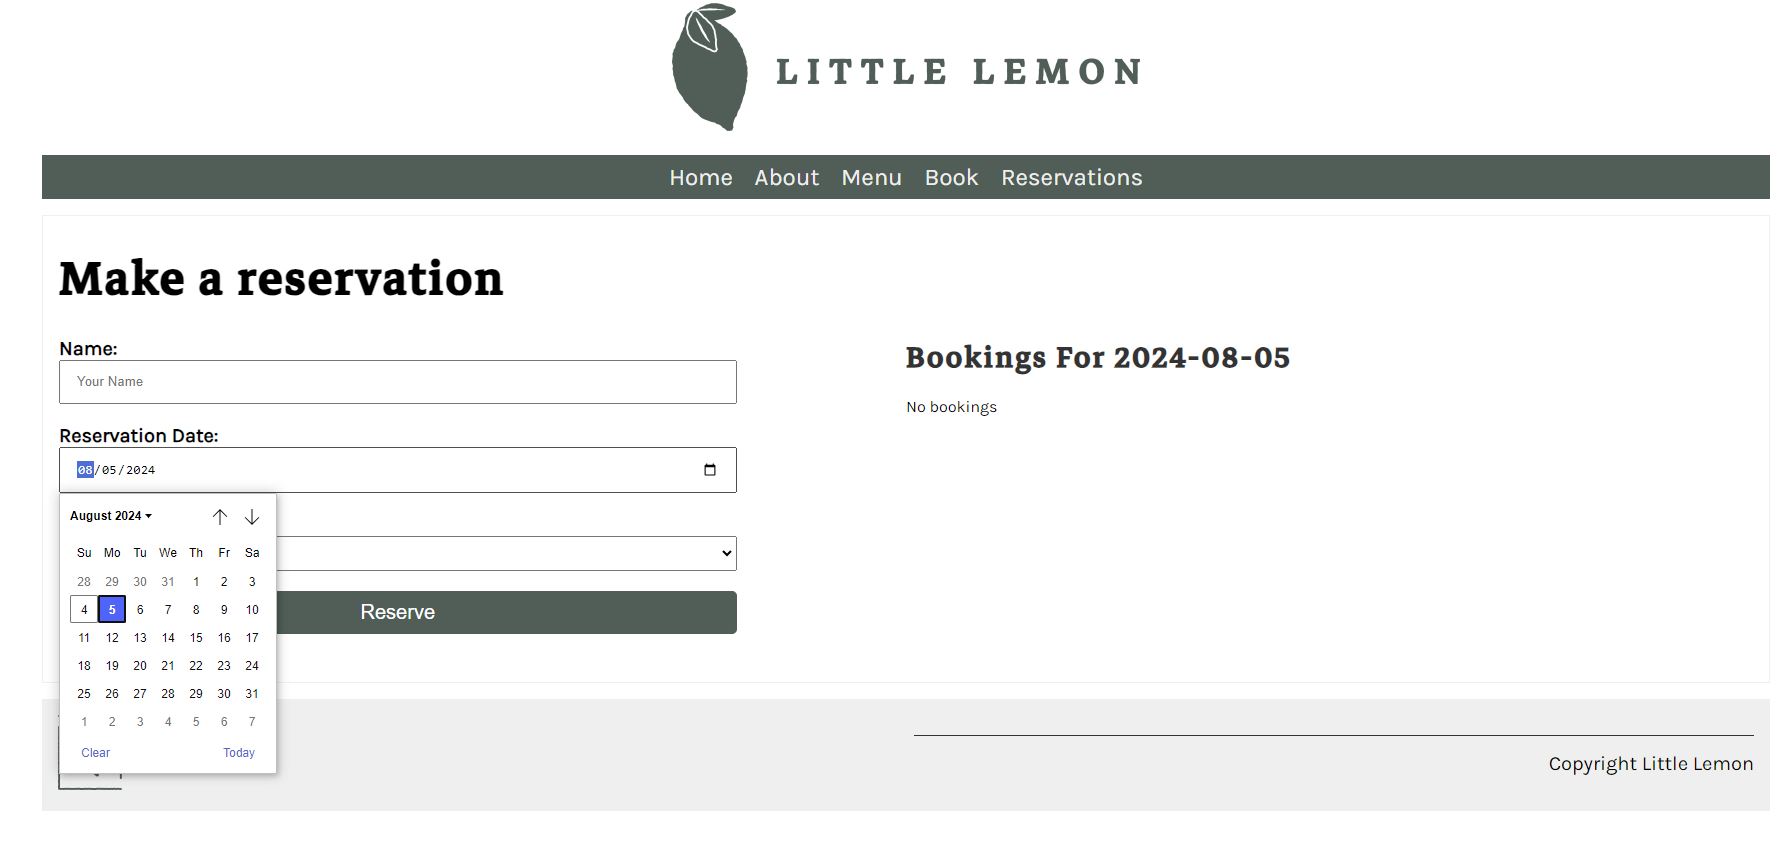 LITTLE LEMON
Home About Menu Book Reservations
Make a reservation
Name:
Your Name
Reservation Date:
08/05/2024
August 2024
Su Mo Tu We Th Fr Sa
28 29 30 31 1 2 3
4 5 6 7 8 9 10
11 12 13 14 15 16 17
18 19 20 21 22 23 24
25 26 27 28 29 30 31
1 2 3 4 5 6 7
Clear Today
Reserve
Bookings For 2024-08-05
No bookings
Copyright Little Lemon